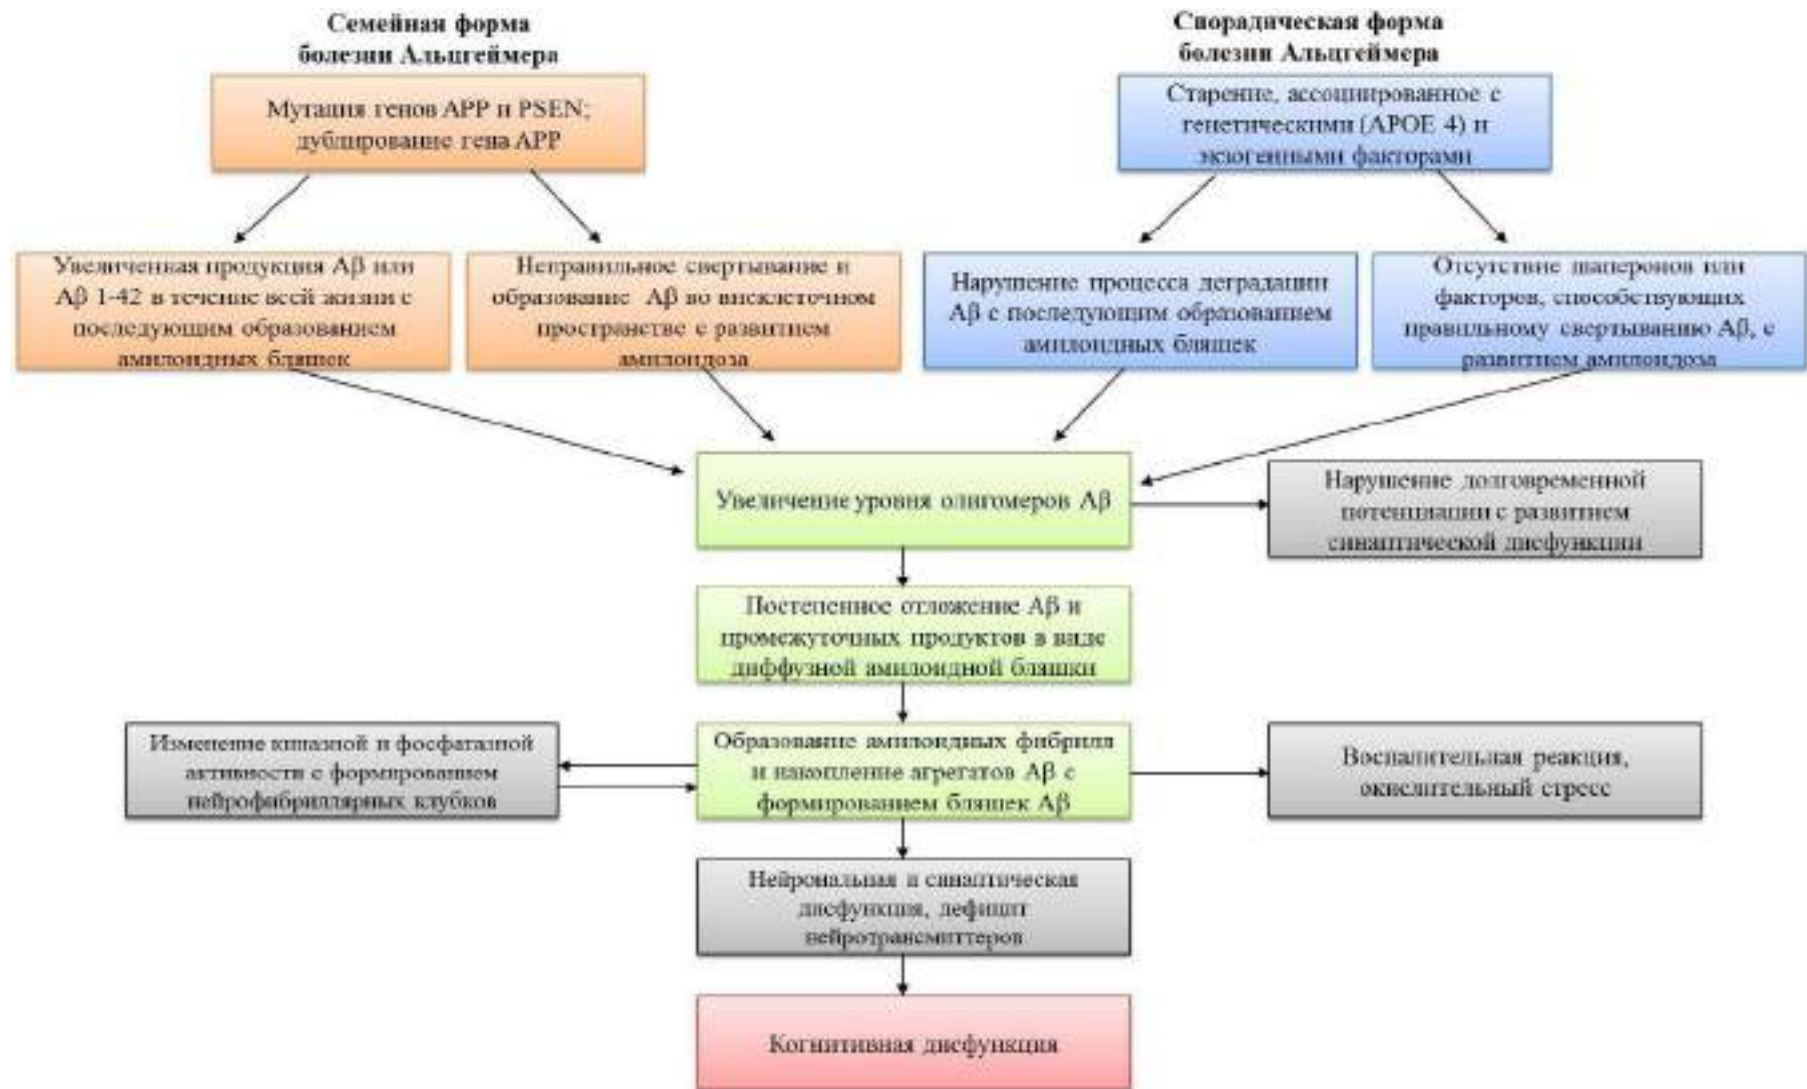 Семейная форма
болезни Альцгеймера
Мутация генов APP и PSEN;
дублирование гена APP
Увеличенная продукция Aβ или
Aβ 1-42 в течение всей жизни с
последующим образованием
амилоидных бляшек
Неправильное свертывание и
образование Aβ во внеклеточном
пространстве с развитием
амилоидоза
Спорадическая форма
болезни Альцгеймера
Старение, ассоциированное с
генетическими (APOE 4) и
экзогенными факторами
Нарушение процесса деградации
Aβ с последующим образованием
амилоидных бляшек
Отсутствие шаперонов или
факторов, способствующих
правильному свертыванию Aβ, с
развитием амилоидоза
Увеличение уровня олигомеров Aβ
Нарушение долговременной
потенциации с развитием
синаптической дисфункции
Постепенное отложение Aβ и
промежуточных продуктов в виде
диффузной амилоидной бляшки
Изменение киназной и фосфатазной
активности с формированием
нейрофибриллярных клубков
Образование амилоидных фибрилл
и накопление агрегатов Aβ с
формированием бляшек Aβ
Воспалительная реакция,
окислительный стресс
Нейрональная и синаптическая
дисфункция, дефицит
нейротрансмиттеров
Когнитивная дисфункция